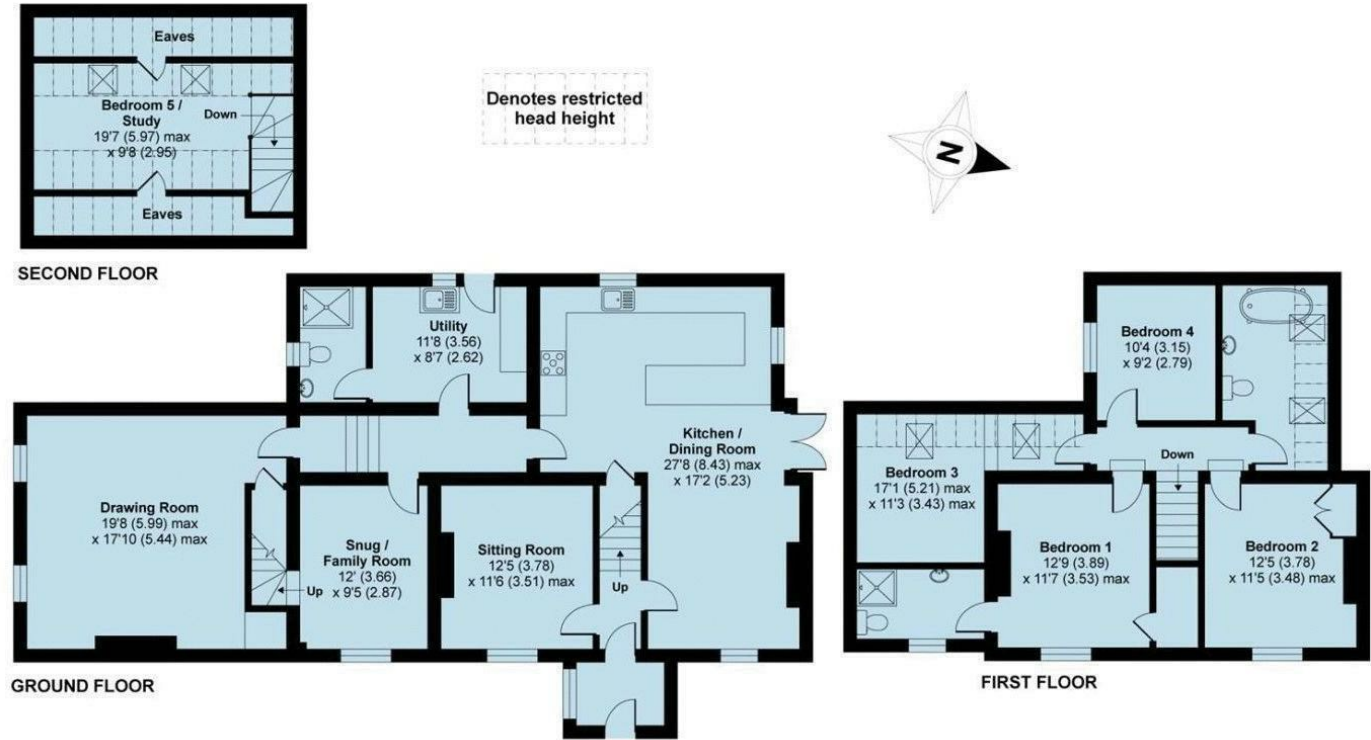 Eaves
Bedroom 5 /
Study
19'7 (5.97) max
x 9'8 (2.95)
Down
Eaves
SECOND FLOOR
Denotes restricted
head height
N
Utility
11'8 (3.56)
x 8'7 (2.62)
Kitchen /
Dining Room
27'8 (8.43) max
x 17'2 (5.23)
Drawing Room
19'8 (5.99) max
x 17'10 (5.44) max
Up
Snug /
Family Room
12' (3.66)
x 9'5 (2.87)
Sitting Room
12'5 (3.78)
x 11'6 (3.51) max
Up
GROUND FLOOR
Bedroom 4
10'4 (3.15)
x 9'2 (2.79)
Bedroom 3
17'1 (5.21) max
x 11'3 (3.43) max
Down
Bedroom 1
12'9 (3.89)
x 11'7 (3.53) max
Bedroom 2
12'5 (3.78)
x 11'5 (3.48) max
FIRST FLOOR